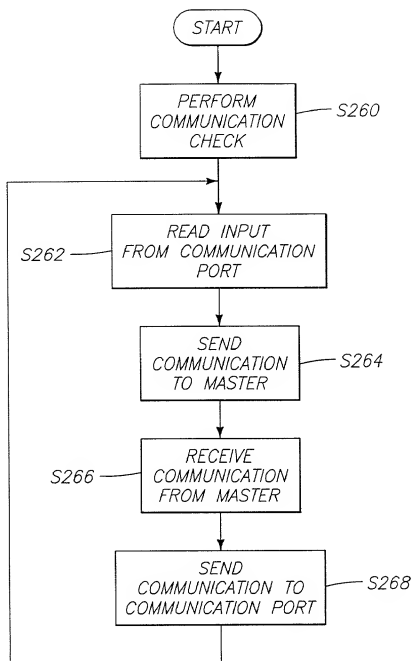 START
PERFORM
COMMUNICATION
CHECK
S260
READ INPUT
FROM COMMUNICATION
PORT
S262
SEND
COMMUNICATION
TO MASTER
S264
RECEIVE
COMMUNICATION
FROM MASTER
S266
SEND
COMMUNICATION TO
COMMUNICATION PORT
S268